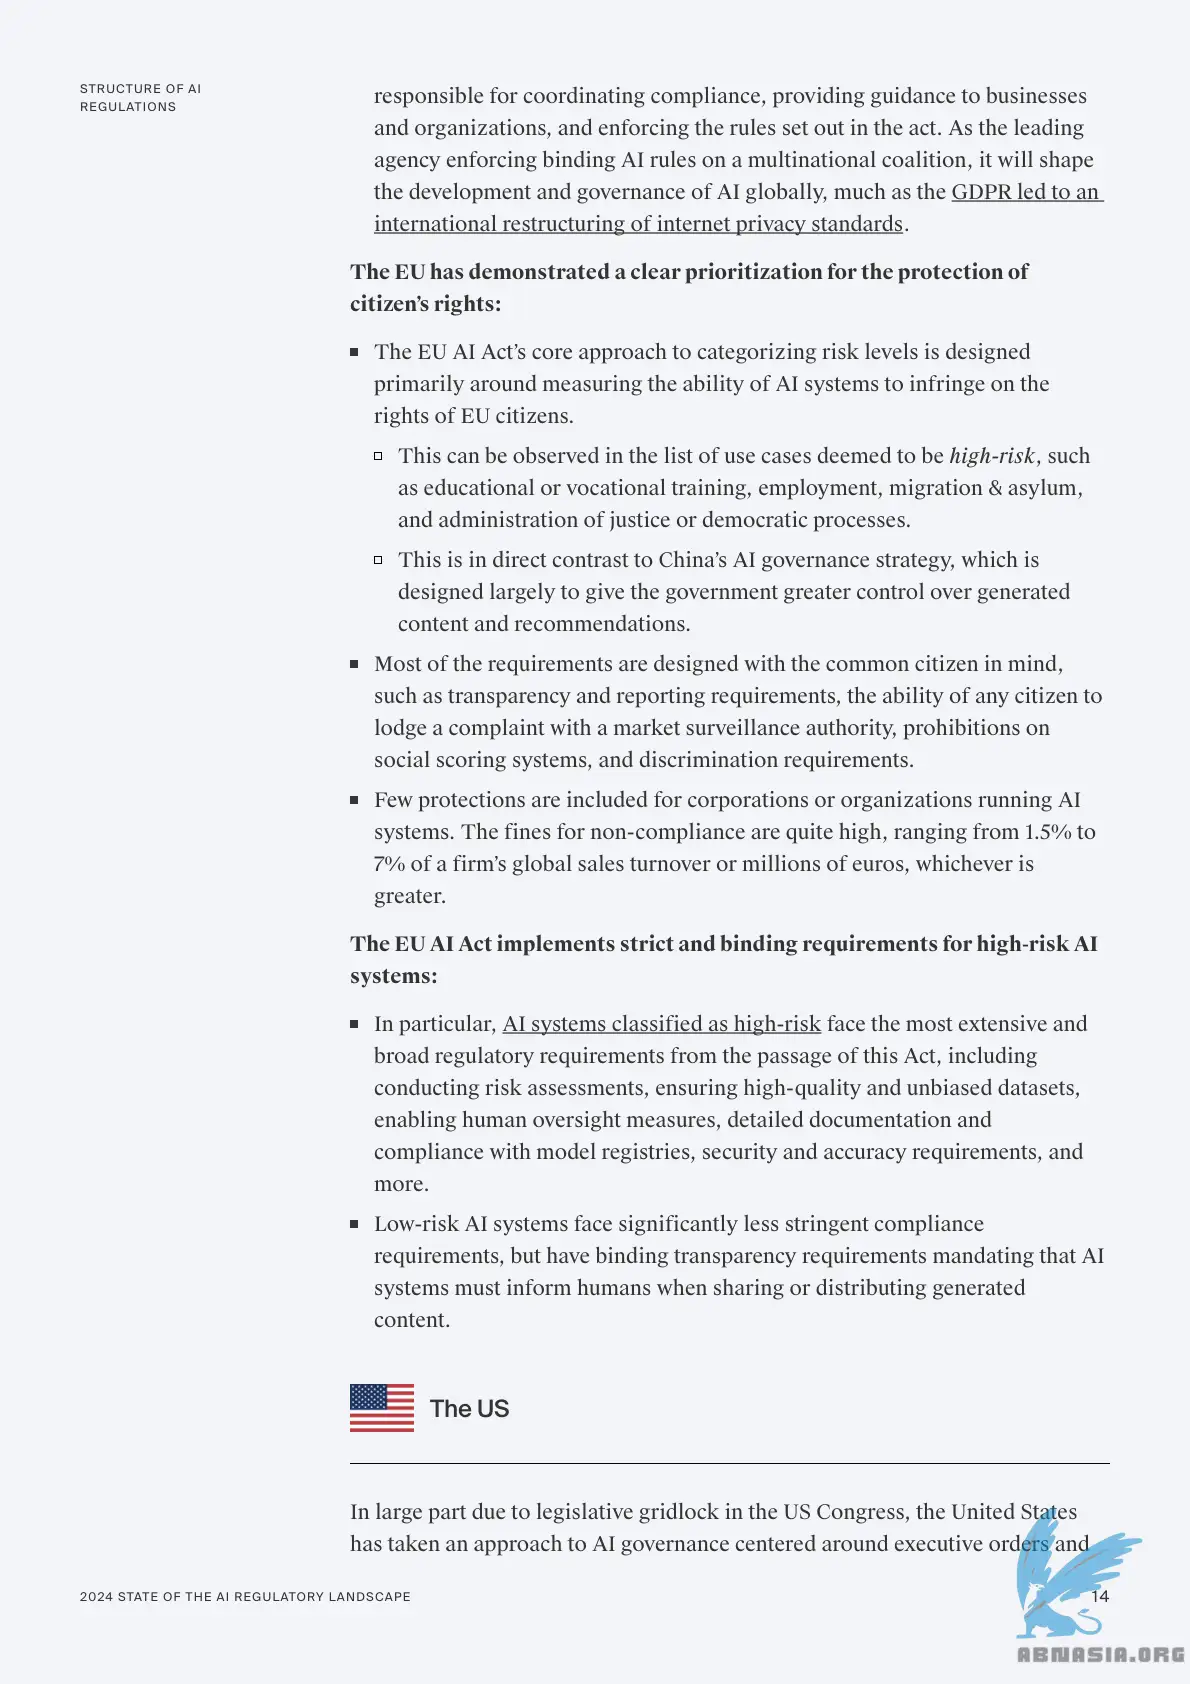 STRUCTURE OF AI
REGULATIONS
responsible for coordinating compliance, providing guidance to businesses
and organizations, and enforcing the rules set out in the act. As the leading
agency enforcing binding AI rules on a multinational coalition, it will shape
the development and governance of AI globally, much as the GDPR led to an
international restructuring of internet privacy standards.
The EU has demonstrated a clear prioritization for the protection of
citizen’s rights:
The EU AI Act’s core approach to categorizing risk levels is designed
primarily around measuring the ability of AI systems to infringe on the
rights of EU citizens.
This can be observed in the list of use cases deemed to be high-risk, such
as educational or vocational training, employment, migration & asylum,
and administration of justice or democratic processes.
This is in direct contrast to China’s AI governance strategy, which is
designed largely to give the government greater control over generated
content and recommendations.
Most of the requirements are designed with the common citizen in mind,
such as transparency and reporting requirements, the ability of any citizen to
lodge a complaint with a market surveillance authority, prohibitions on
social scoring systems, and discrimination requirements.
Few protections are included for corporations or organizations running AI
systems. The fines for non-compliance are quite high, ranging from 1.5% to
7% of a firm’s global sales turnover or millions of euros, whichever is
greater.
The EU AI Act implements strict and binding requirements for high-risk AI
systems:
In particular, AI systems classified as high-risk face the most extensive and
broad regulatory requirements from the passage of this Act, including
conducting risk assessments, ensuring high-quality and unbiased datasets,
enabling human oversight measures, detailed documentation and
compliance with model registries, security and accuracy requirements, and
more.
Low-risk AI systems face significantly less stringent compliance
requirements, but have binding transparency requirements mandating that AI
systems must inform humans when sharing or distributing generated
content.
The US
In large part due to legislative gridlock in the US Congress, the United States
has taken an approach to AI governance centered around executive orders and
2024 STATE OF THE AI REGULATORY LANDSCAPE
14
ABNASIA.ORG